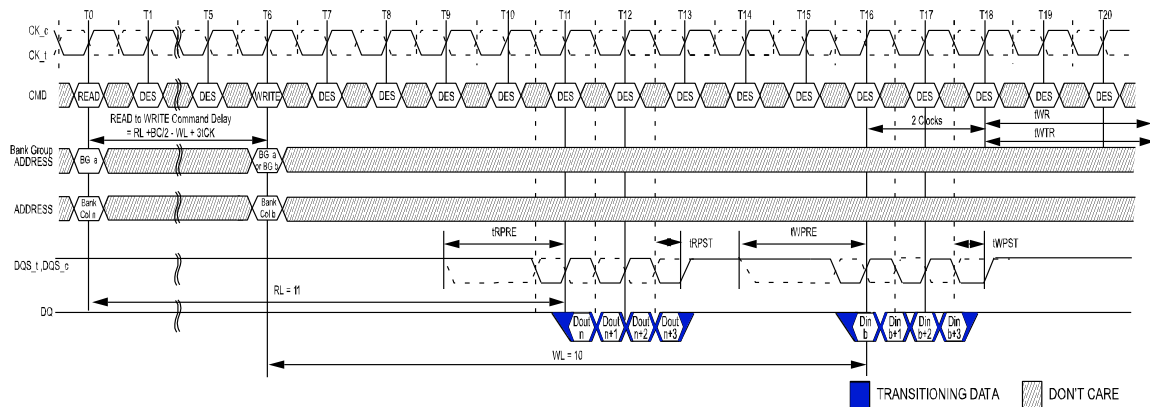 T0 T1 T5 T6 T7 T8 T9 T10 T11 T12 T13 T14 T15 T16 T17 T18 T19 T20
CK_c
CK_t
CMD READ DES DES WRITE DES DES DES DES DES DES DES DES DES DES DES DES DES DES
READ to WRITE Command Delay
= RL +BC/2 - WL + 3tCK
2 Clocks
tWR
tWTR
Bank Group
ADDRESS
BG a
BG a
or BG b
ADDRESS
Bank
Col n
Bank
Col b
tRPRE tRPST tWPRE tWPST
DQS_t ,DQS_c
RL = 11
DQ
Dout
n
Dout
n+1
Dout
n+2
Dout
n+3
Din
b
Din
b+1
Din
b+2
Din
b+3
WL = 10
TRANSITIONING DATA
DON'T CARE